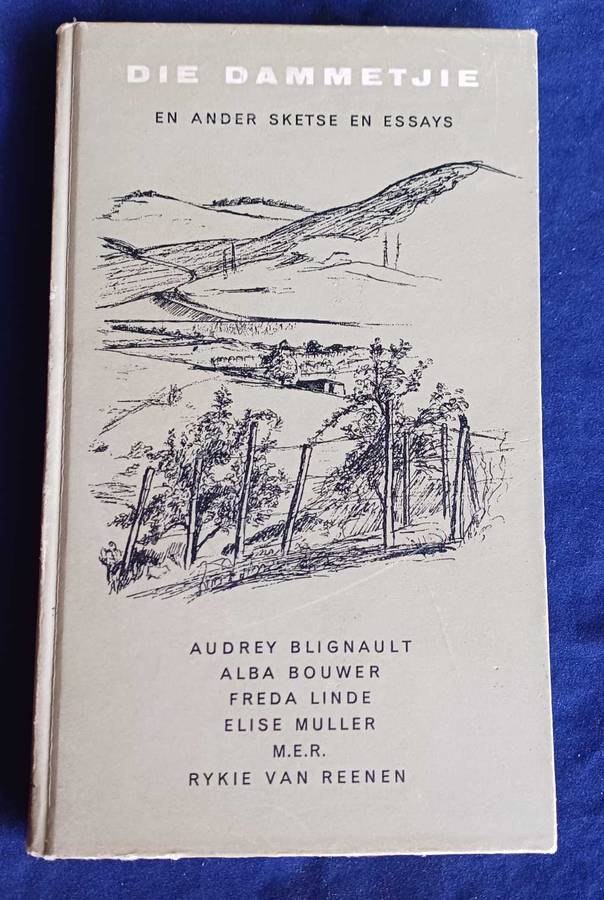 DIE DAMMETJIE
EN ANDER SKETSE EN ESSAYS
AUDREY BLIGNAULT
ALBA BOUWER
FREDA LINDE
ELISE MULLER
M.E.R.
RYKIE VAN REENEN